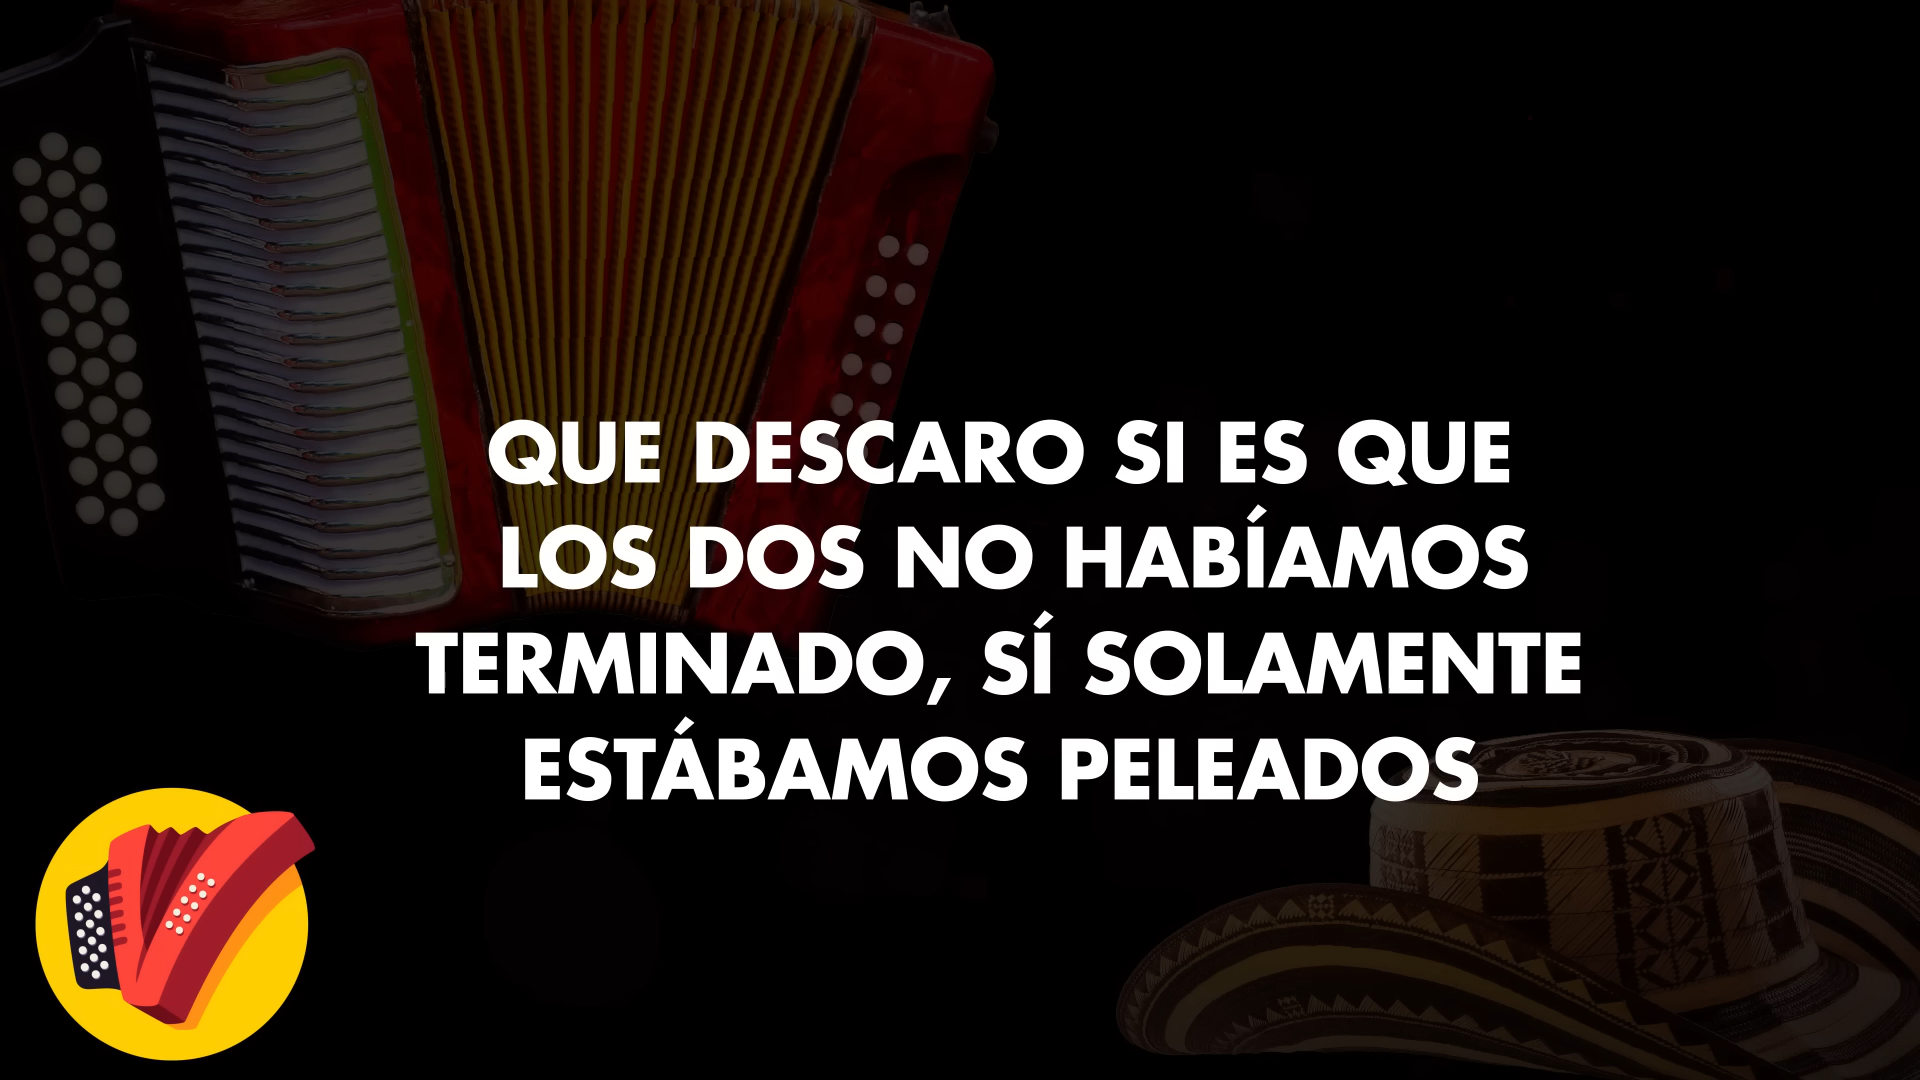 QUE DESCARO SI ES QUE
LOS DOS NO HABÍAMOS
TERMINADO, SÍ SOLAMENTE
ESTÁBAMOS PELEADOS